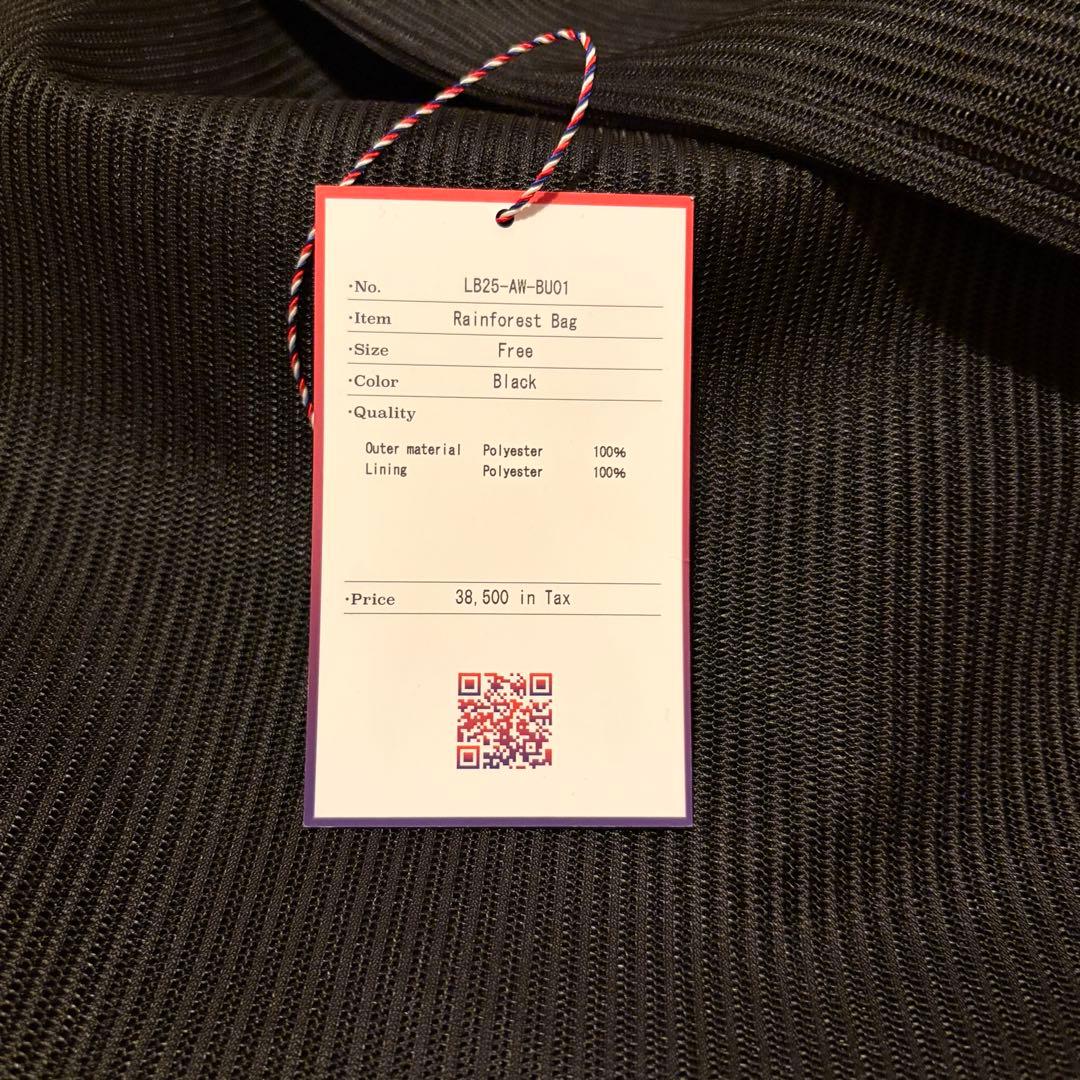 ·No. LB25-AW-BU01
·Item Rainforest Bag
·Size Free
·Color Black
·Quality
Outer material Polyester 100%
Lining Polyester 100%
·Price 38,500 in Tax